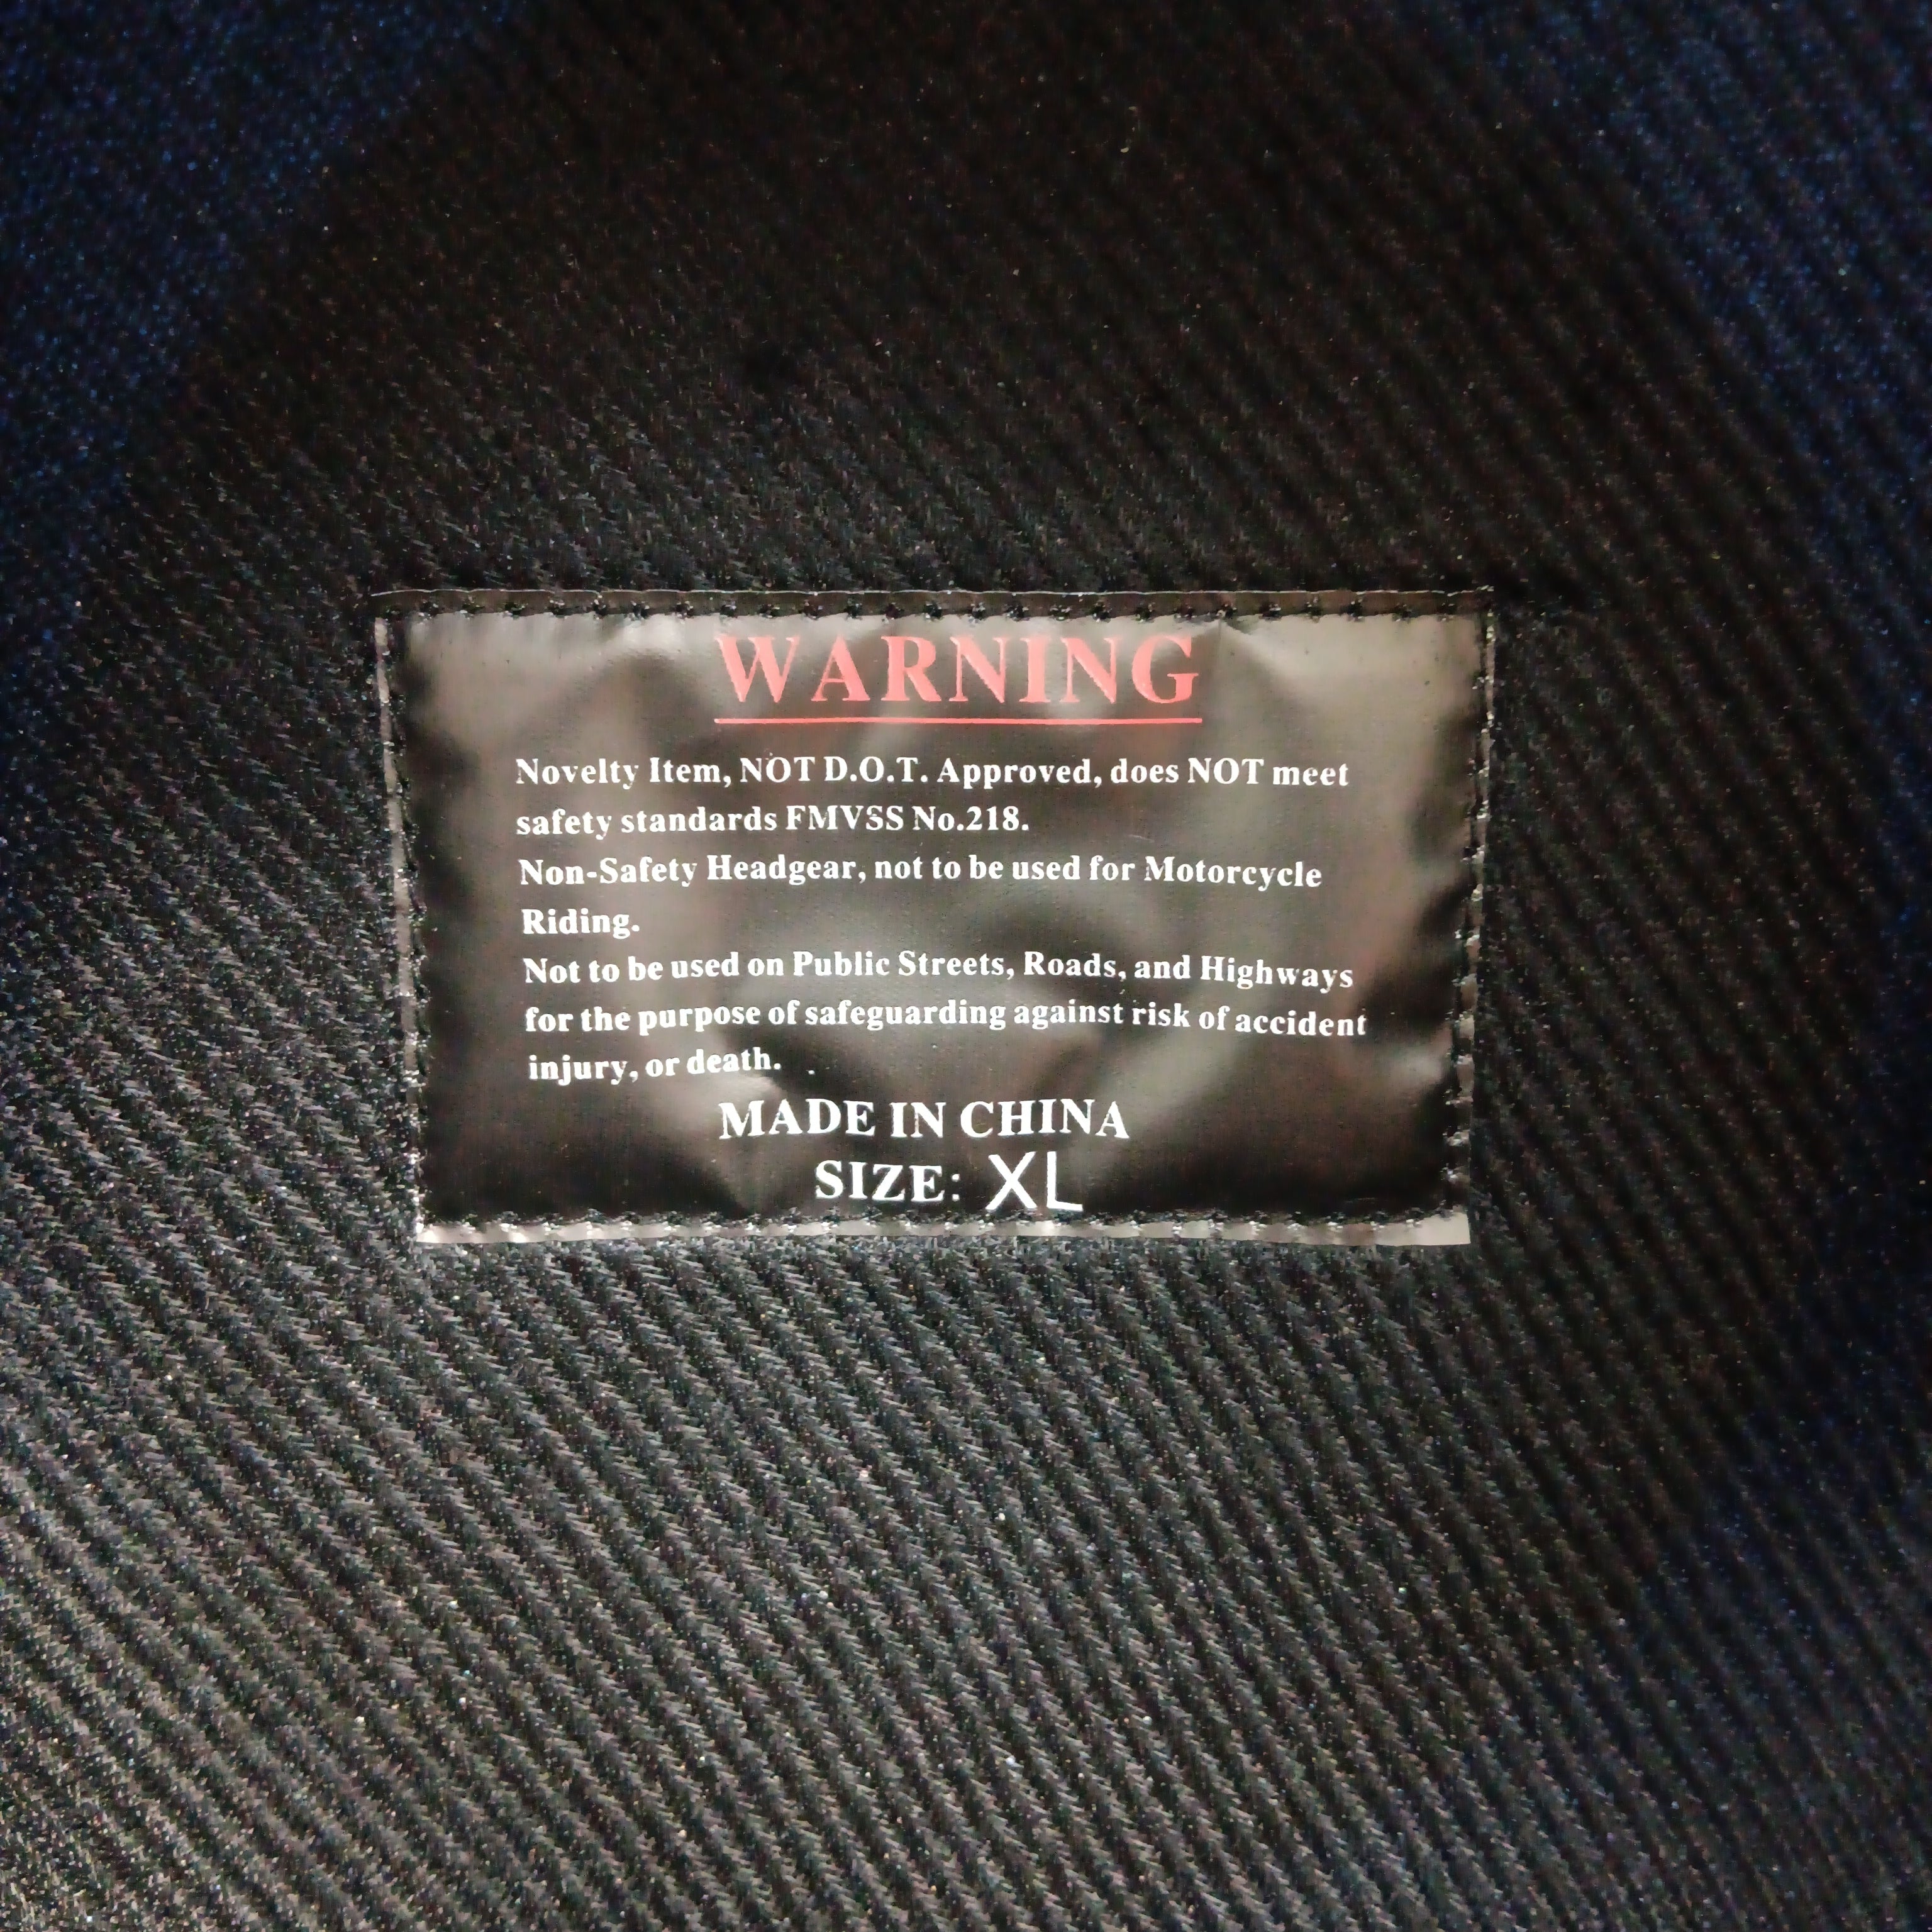 WARNING
Novelty Item, NOT D.O.T. Approved, does NOT meet
safety standards FMVSS No.218.
Non-Safety Headgear, not to be used for Motorcycle
Riding.
Not to be used on Public Streets, Roads, and Highways
for the purpose of safeguarding against risk of accident
injury, or death.
MADE IN CHINA
SIZE: XL